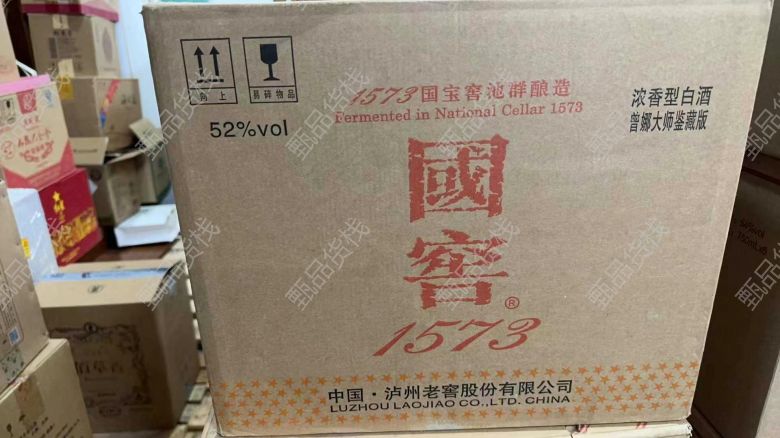 向上
易碎物品
52%vol
1573国宝窖池群酿造
Fermented in National Cellar 1573
浓香型白酒
普娜大师鉴藏版
國
窖
®
1573
中国·泸州老窖股份有限公司
LUZHOU LAOJIAO CO.,LTD. CHINA
甄品货栈